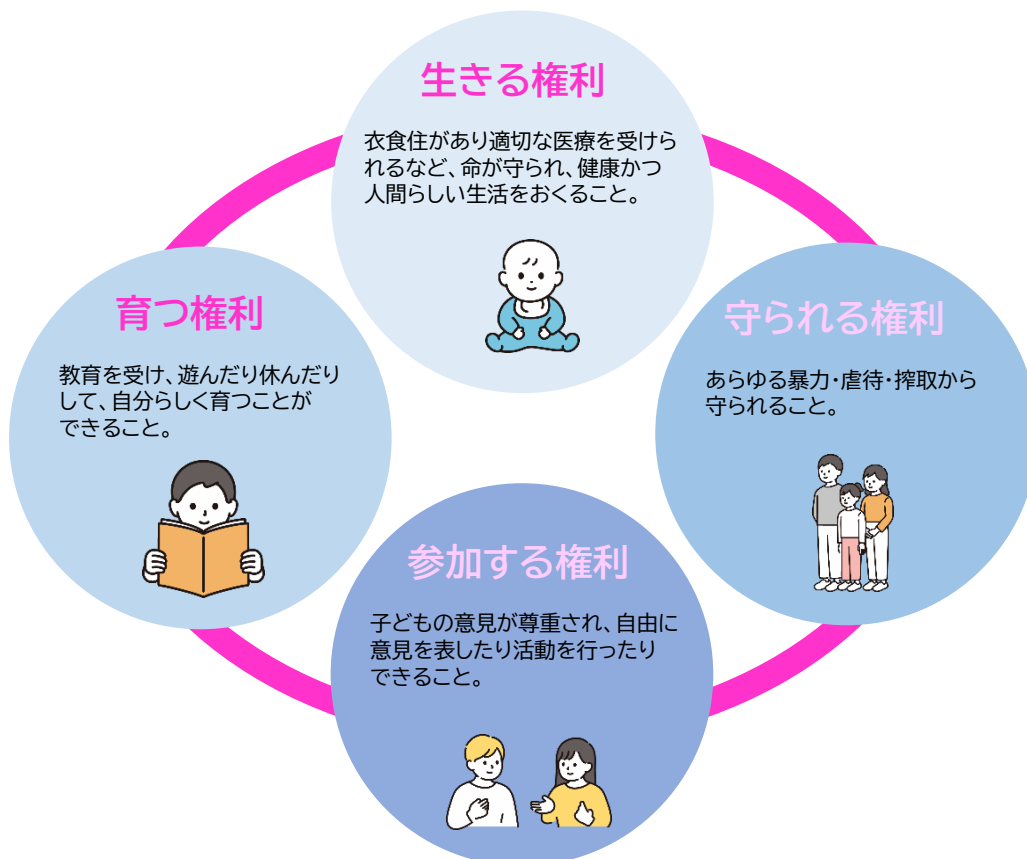 生きる権利
衣食住があり適切な医療を受けら
れるなど、命が守られ、健康かつ
人間らしい生活をおくること。
育つ権利
教育を受け、遊んだり休んだり
して、自分らしく育つことが
できること。
守られる権利
あらゆる暴力・虐待・搾取から
守られること。
参加する権利
子どもの意見が尊重され、自由に
意見を表したり活動を行ったり
できること。